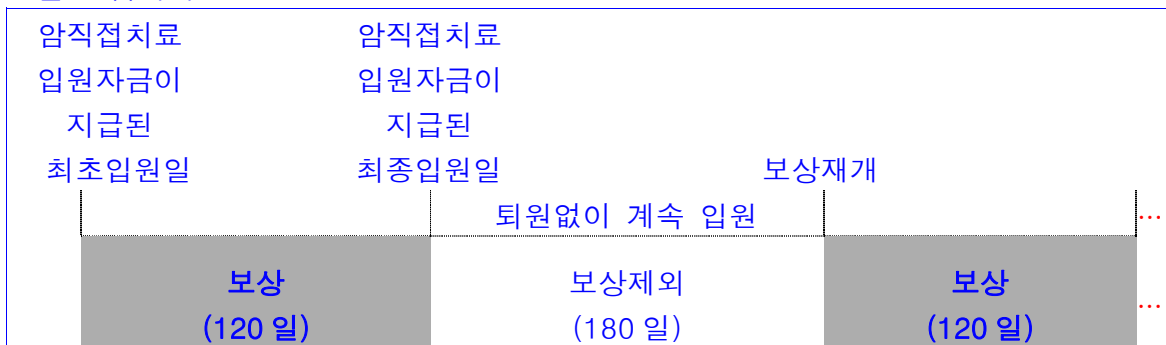 암직접치료 암직접치료
입원자금이 입원자금이
지급된 지급된
최초입원일 최종입원일 보상재개
퇴원없이 계속 입원 ...
보상 보상제외 보상
(120 일) (180 일) (120 일) ...